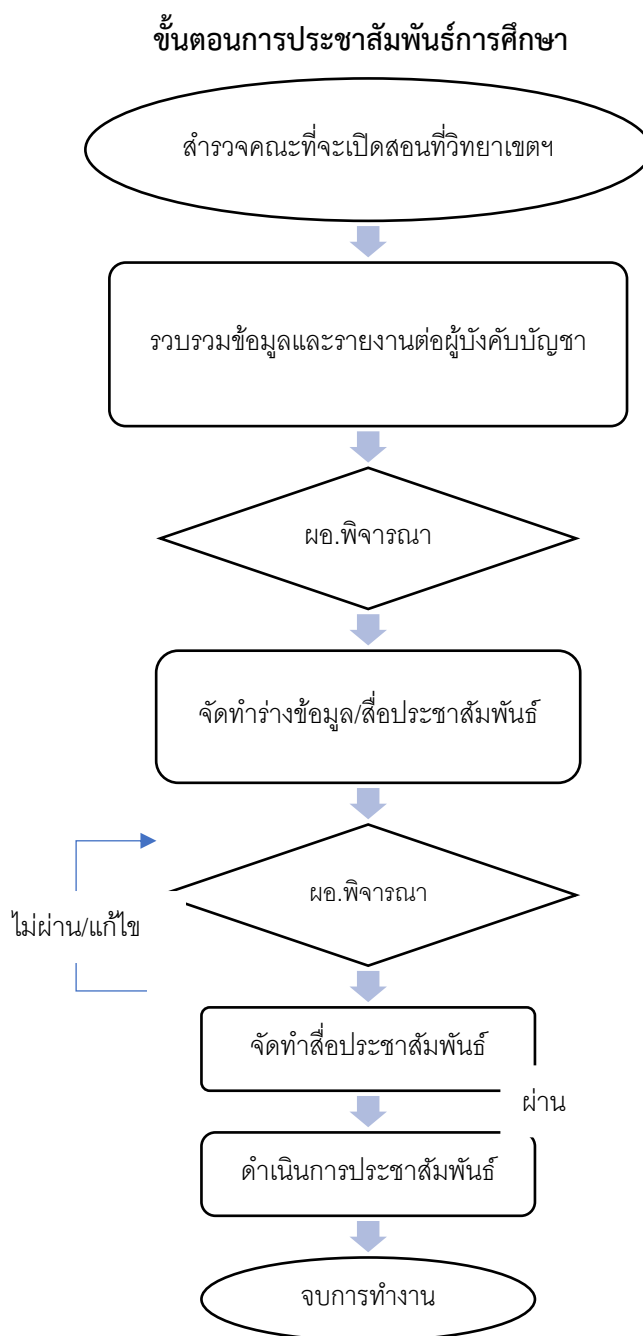 ขั้นตอนการประชาสัมพันธ์การศึกษา
สำรวจคณะที่จะเปิดสอนที่วิทยาเขตฯ
รวบรวมข้อมูลและรายงานต่อผู้บังคับบัญชา
ผอ.พิจารณา
จัดทำร่างข้อมูล/สื่อประชาสัมพันธ์
ผอ.พิจารณา
ไม่ผ่าน/แก้ไข
จัดทำสื่อประชาสัมพันธ์
ผ่าน
ดำเนินการประชาสัมพันธ์
จบการทำงาน